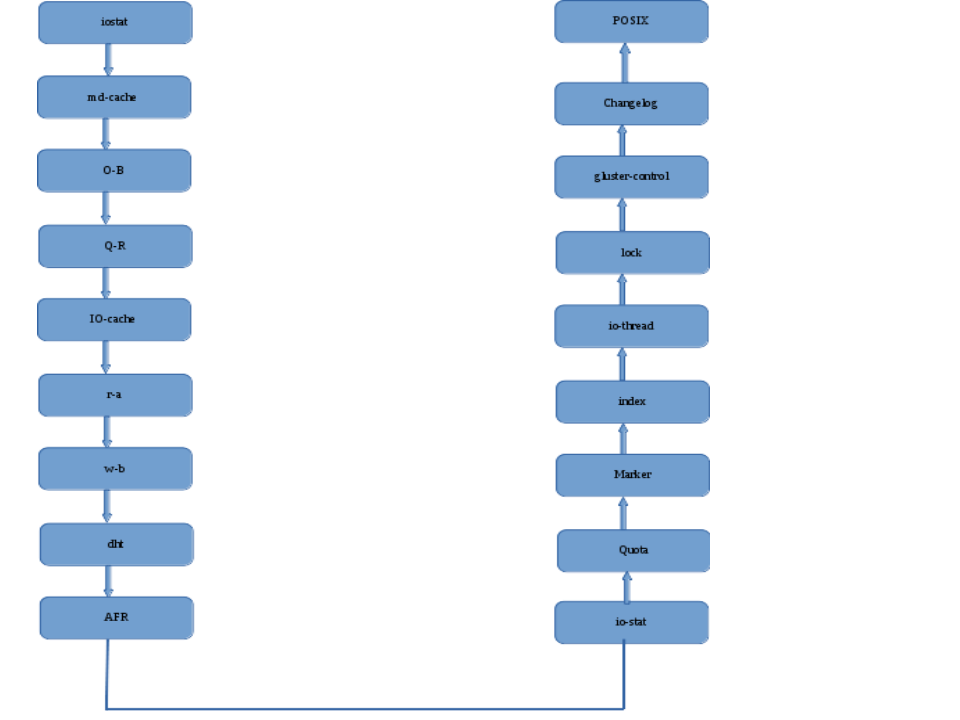 iostat
md-cache
O-B
Q-R
IO-cache
r-a
w-b
dht
AFR
POSIX
Changelog
gluster-control
lock
io-thread
index
Marker
Quota
io-stat